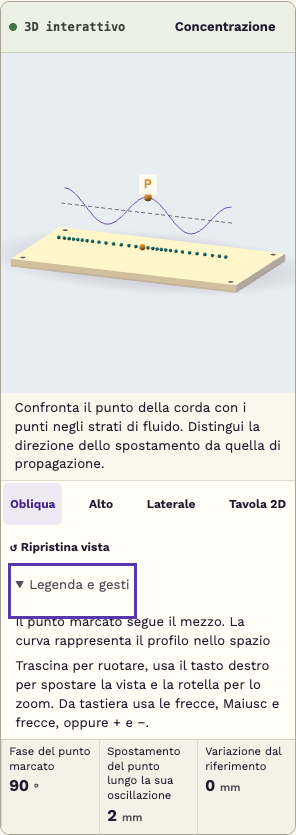 3D interattivo Concentrazione
P
Confronta il punto della corda con i
punti negli strati di fluido. Distingui la
direzione dello spostamento da quella di
propagazione.
Obliqua Alto Laterale Tavola 2D
↺ Ripristina vista
▼ Legenda e gesti
Il punto marcato segue il mezzo. La
curva rappresenta il profilo nello spazio
Trascina per ruotare, usa il tasto destro
per spostare la vista e la rotella per lo
zoom. Da tastiera usa le frecce, Maiusc e
frecce, oppure + e −.
Fase del punto
marcato
90 °
Spostamento
del punto
lungo la sua
oscillazione
2 mm
Variazione dal
riferimento
0 mm